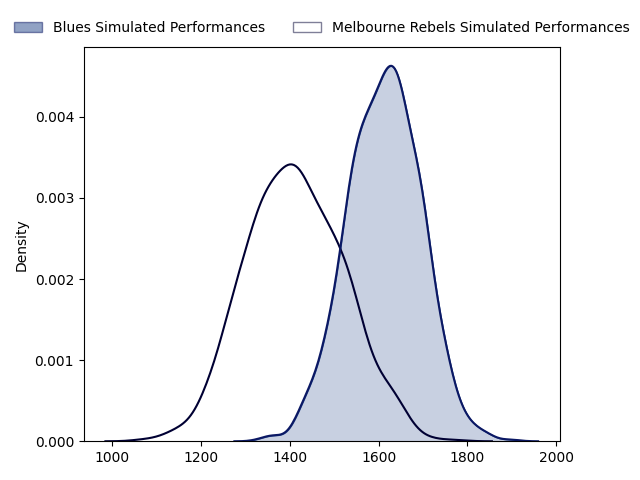 Blues Simulated Performances
Melbourne Rebels Simulated Performances
Density
0.004
0.003
0.002
0.001
0.000
1000 1200 1400 1600 1800 2000